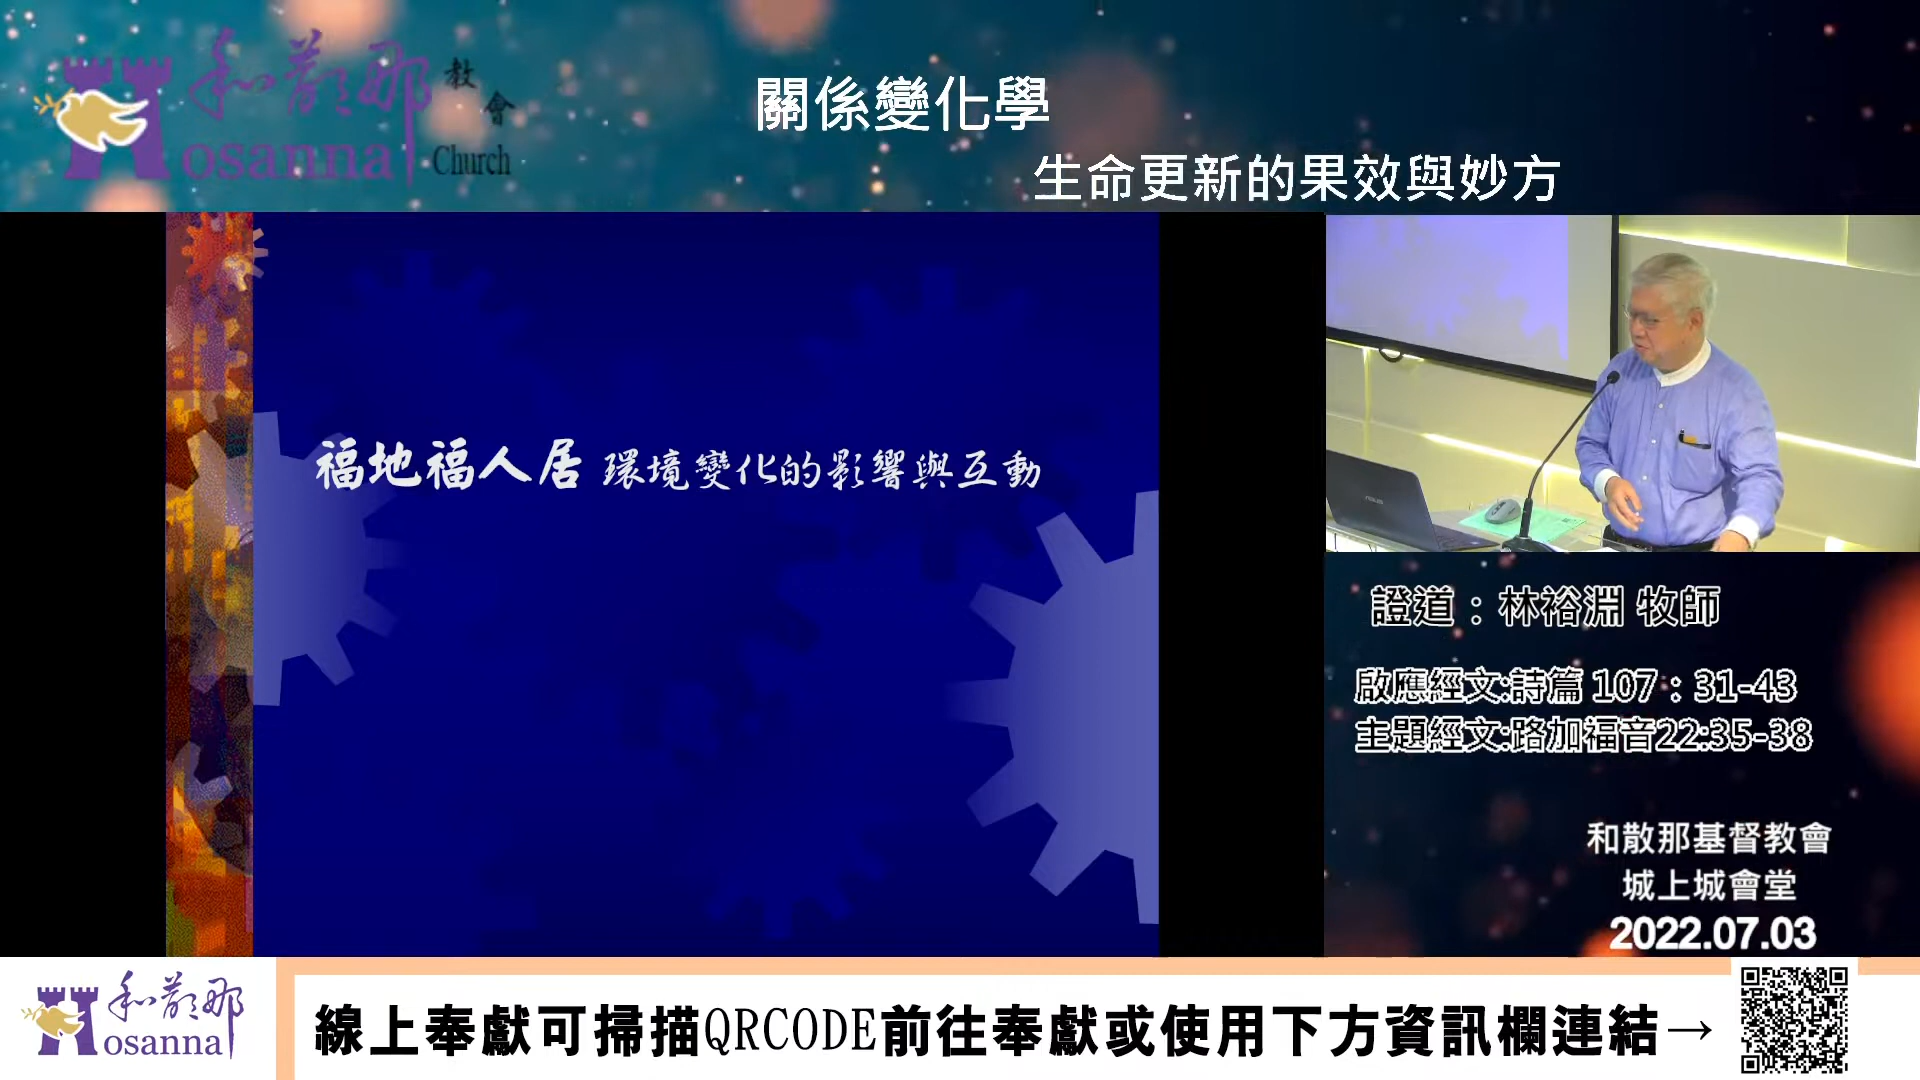 和散那教會
Hosanna Church
關係變化學
生命更新的果效與妙方
福地福人居 環境變化的影響與互動
證道：林裕淵 牧師
啟應經文:詩篇 107：31-43
主題經文:路加福音22:35-38
和散那基督教會
城上城會堂
2022.07.03
和散那
Hosanna
線上奉獻可掃描QRCODE前往奉獻或使用下方資訊欄連結→